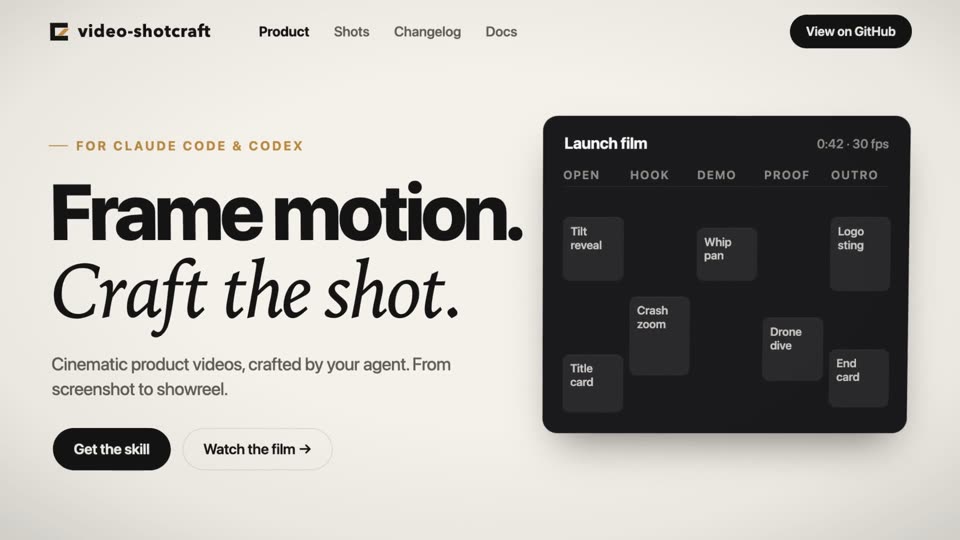 video-shotcraft Product Shots Changelog Docs View on GitHub
— FOR CLAUDE CODE & CODEX
Frame motion.
Craft the shot.
Cinematic product videos, crafted by your agent. From
screenshot to showreel.
Get the skill Watch the film →
Launch film 0:42 · 30 fps
OPEN HOOK DEMO PROOF OUTRO
Tilt
reveal
Title
card
Crash
zoom
Whip
pan
Drone
dive
Logo
sting
End
card